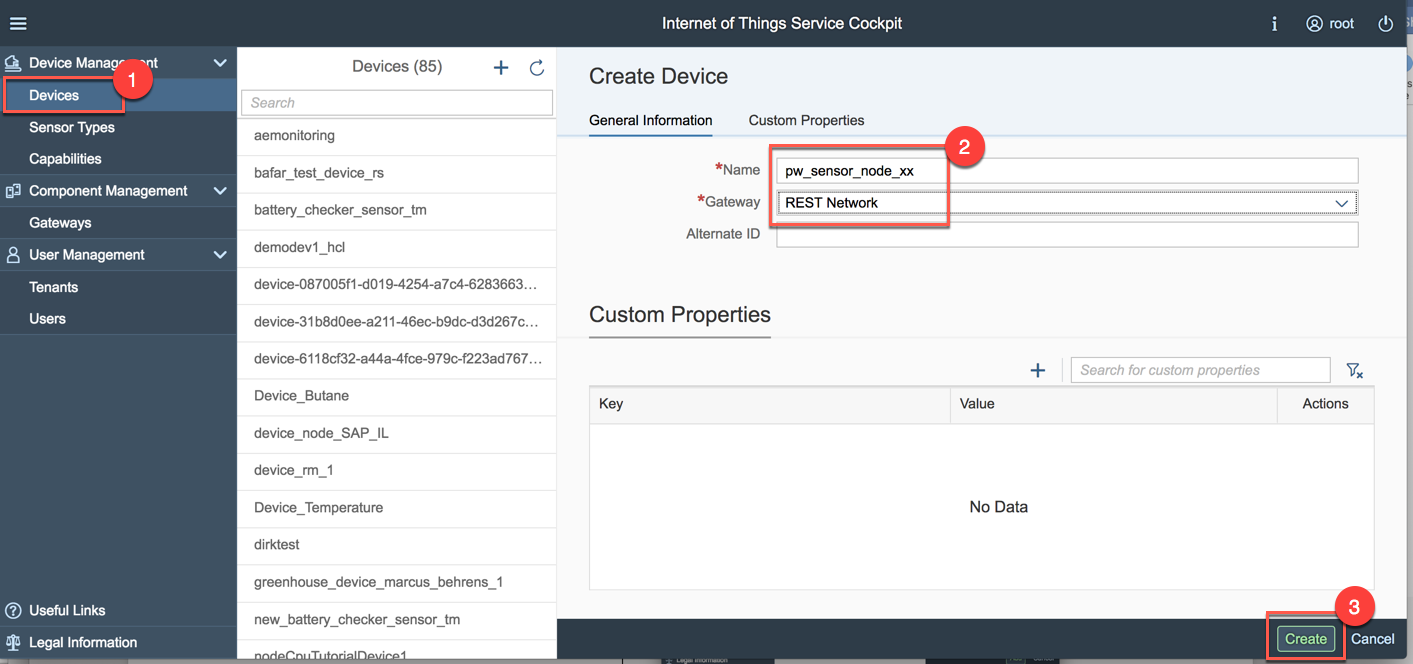 Internet of Things Service Cockpit
root
Device Management
1
Devices
Sensor Types
Capabilities
Component Management
Gateways
User Management
Tenants
Users
Useful Links
Legal Information
Devices (85)
Search
aemonitoring
bafar_test_device_rs
battery_checker_sensor_tm
demodev1_hcl
device-087005f1-d019-4254-a7c4-6283663...
device-31b8d0ee-a211-46ec-b9dc-d3d267c...
device-6118cf32-a44a-4fce-979c-f223ad767...
Device_Butane
device_node_SAP_IL
device_rm_1
Device_Temperature
dirktest
greenhouse_device_marcus_behrens_1
new_battery_checker_sensor_tm
nodeCpuTutorialDevice1
Create Device
General Information Custom Properties
2
*Name pw_sensor_node_xx
*Gateway REST Network
Alternate ID
Custom Properties
Search for custom properties
Key Value Actions
No Data
3
Create Cancel
Legal Information